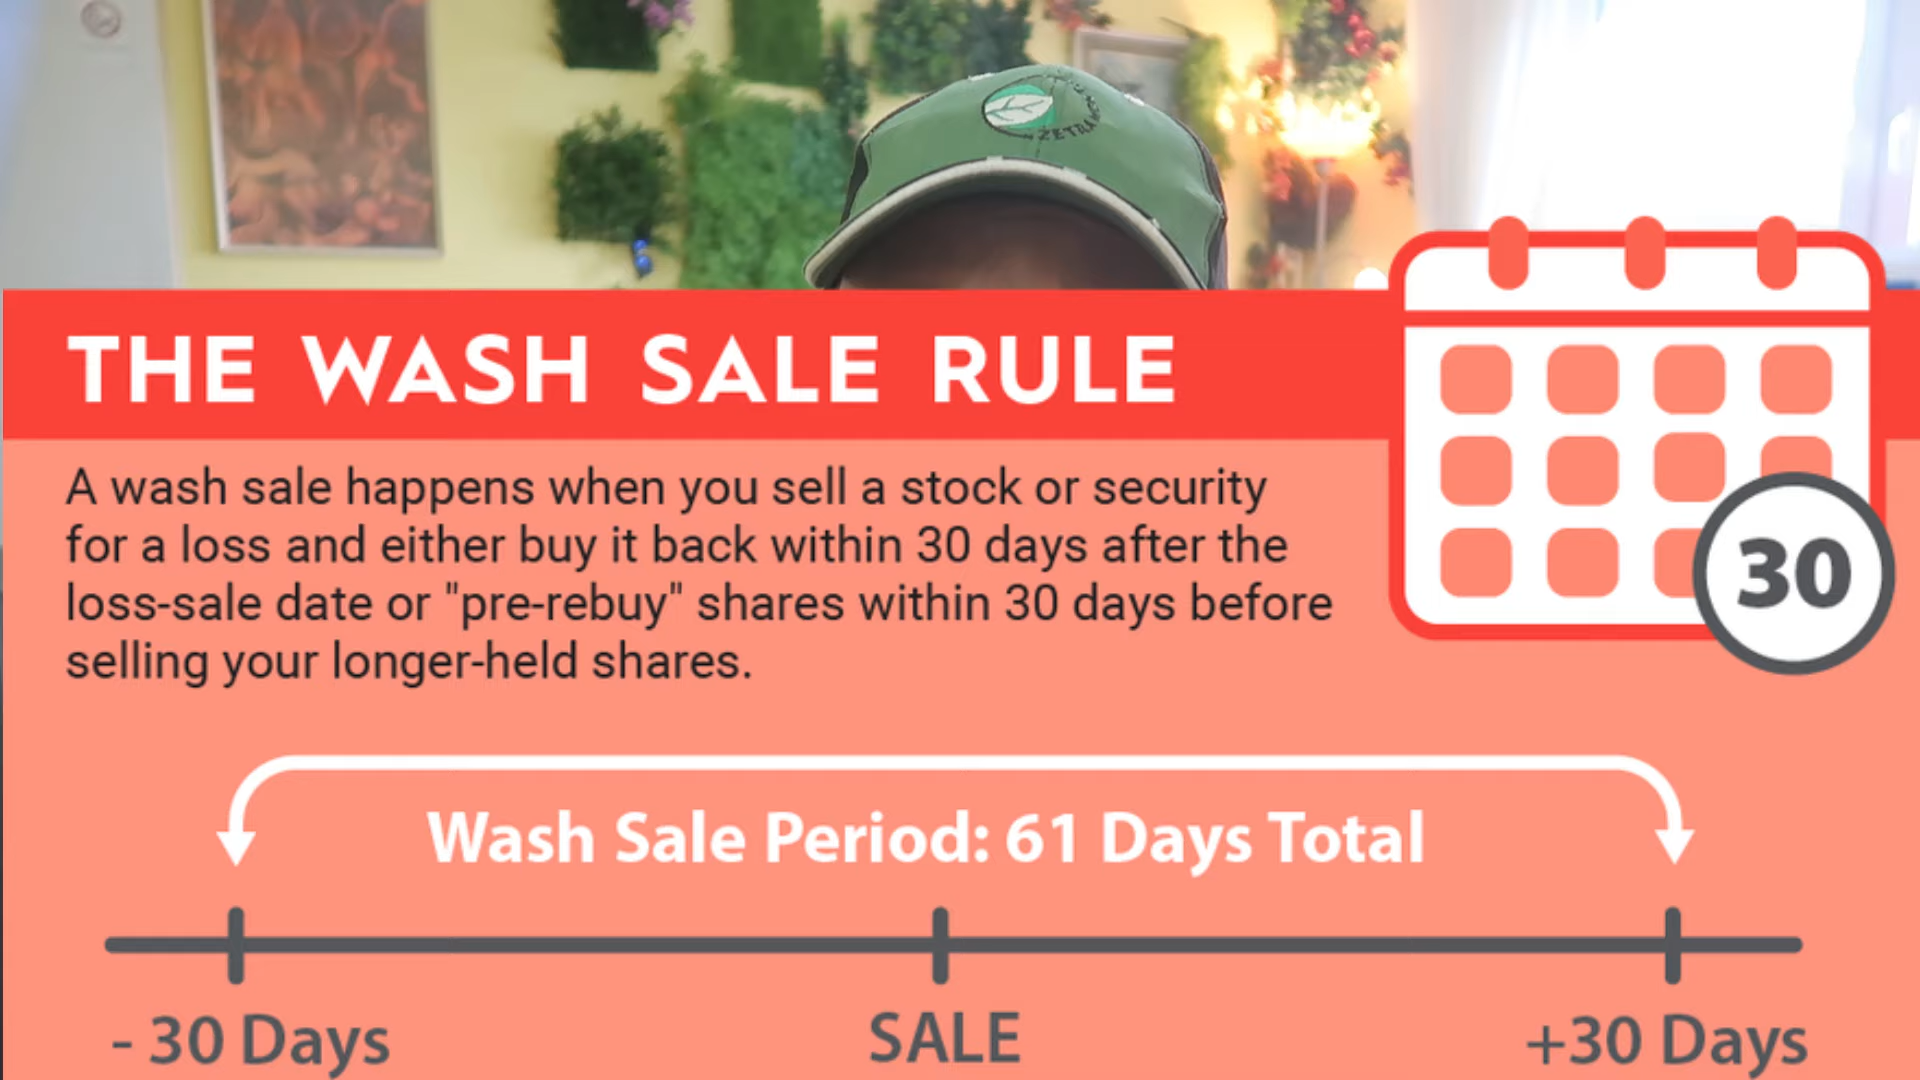 THE WASH SALE RULE
A wash sale happens when you sell a stock or security
for a loss and either buy it back within 30 days after the
loss-sale date or "pre-rebuy" shares within 30 days before
selling your longer-held shares.
30
Wash Sale Period: 61 Days Total
- 30 Days
SALE
+30 Days